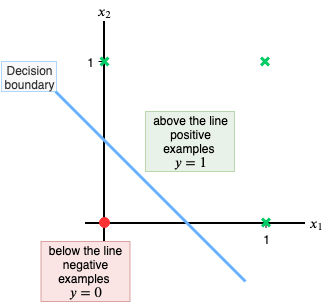 x₂
1
Decision
boundary
above the line
positive
examples
y = 1
x₁
1
below the line
negative
examples
y = 0